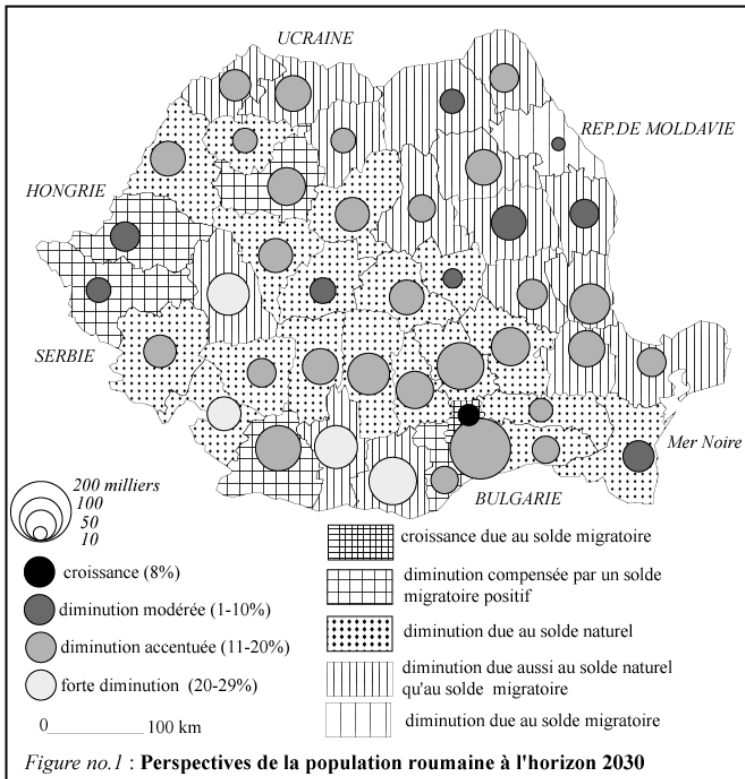 UCRAINE
REP.DE MOLDAVIE
HONGRIE
SERBIE
Mer Noire
BULGARIE
200 milliers
100
50
10
croissance (8%)
diminution modérée (1-10%)
diminution accentuée (11-20%)
forte diminution (20-29%)
0 100 km
croissance due au solde migratoire
diminution compensée par un solde
migratoire positif
diminution due au solde naturel
diminution due aussi au solde naturel
qu'au solde migratoire
diminution due au solde migratoire
Figure no.1 : Perspectives de la population roumaine à l'horizon 2030